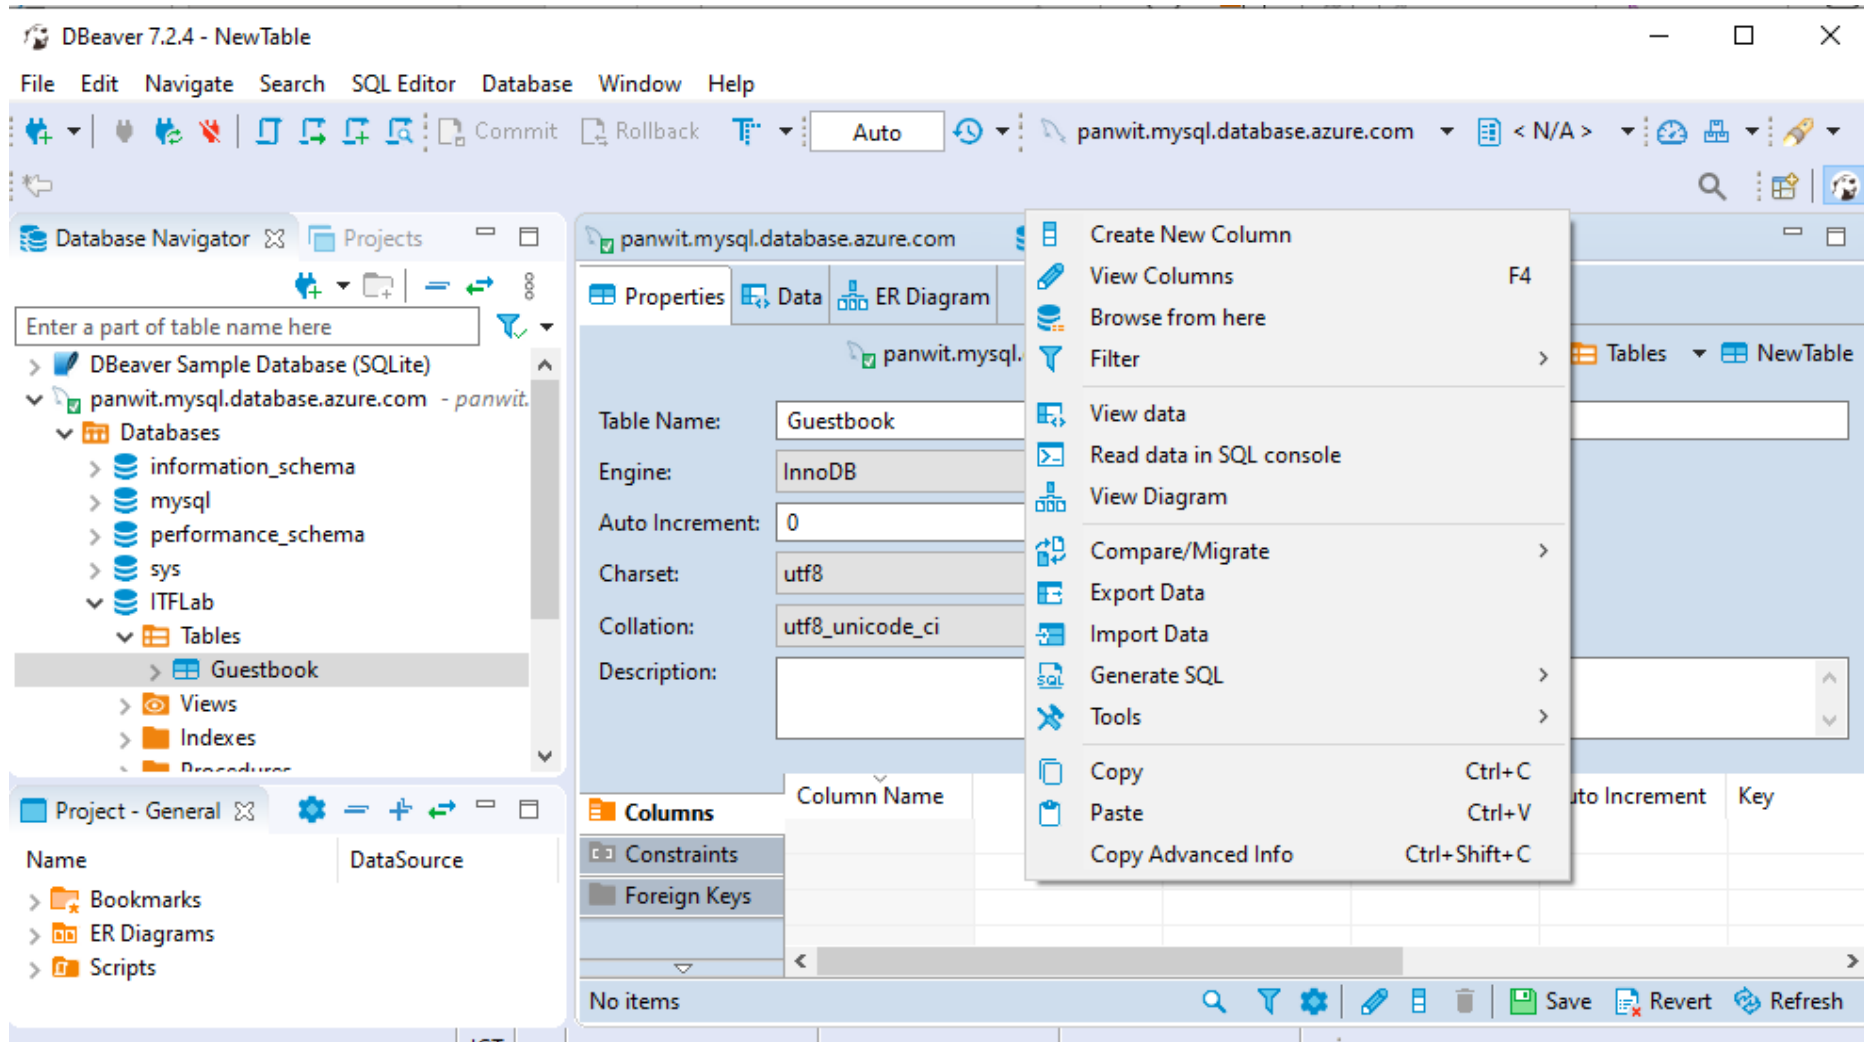 DBeaver 7.2.4 - NewTable
File Edit Navigate Search SQL Editor Database Window Help
Commit Rollback Auto panwit.mysql.database.azure.com < N/A >
Database Navigator Projects
Enter a part of table name here
DBeaver Sample Database (SQLite)
panwit.mysql.database.azure.com - panwit.
Databases
information_schema
mysql
performance_schema
sys
ITFLab
Tables
Guestbook
Views
Indexes
Procedures
Project - General
Name DataSource
Bookmarks
ER Diagrams
Scripts
panwit.mysql.database.azure.com
Properties Data ER Diagram
panwit.mysql. Tables NewTable
Table Name: Guestbook
Engine: InnoDB
Auto Increment: 0
Charset: utf8
Collation: utf8_unicode_ci
Description:
Columns
Constraints
Foreign Keys
Column Name uto Increment Key
No items Save Revert Refresh
Create New Column
View Columns F4
Browse from here
Filter
View data
Read data in SQL console
View Diagram
Compare/Migrate
Export Data
Import Data
Generate SQL
Tools
Copy Ctrl+C
Paste Ctrl+V
Copy Advanced Info Ctrl+Shift+C